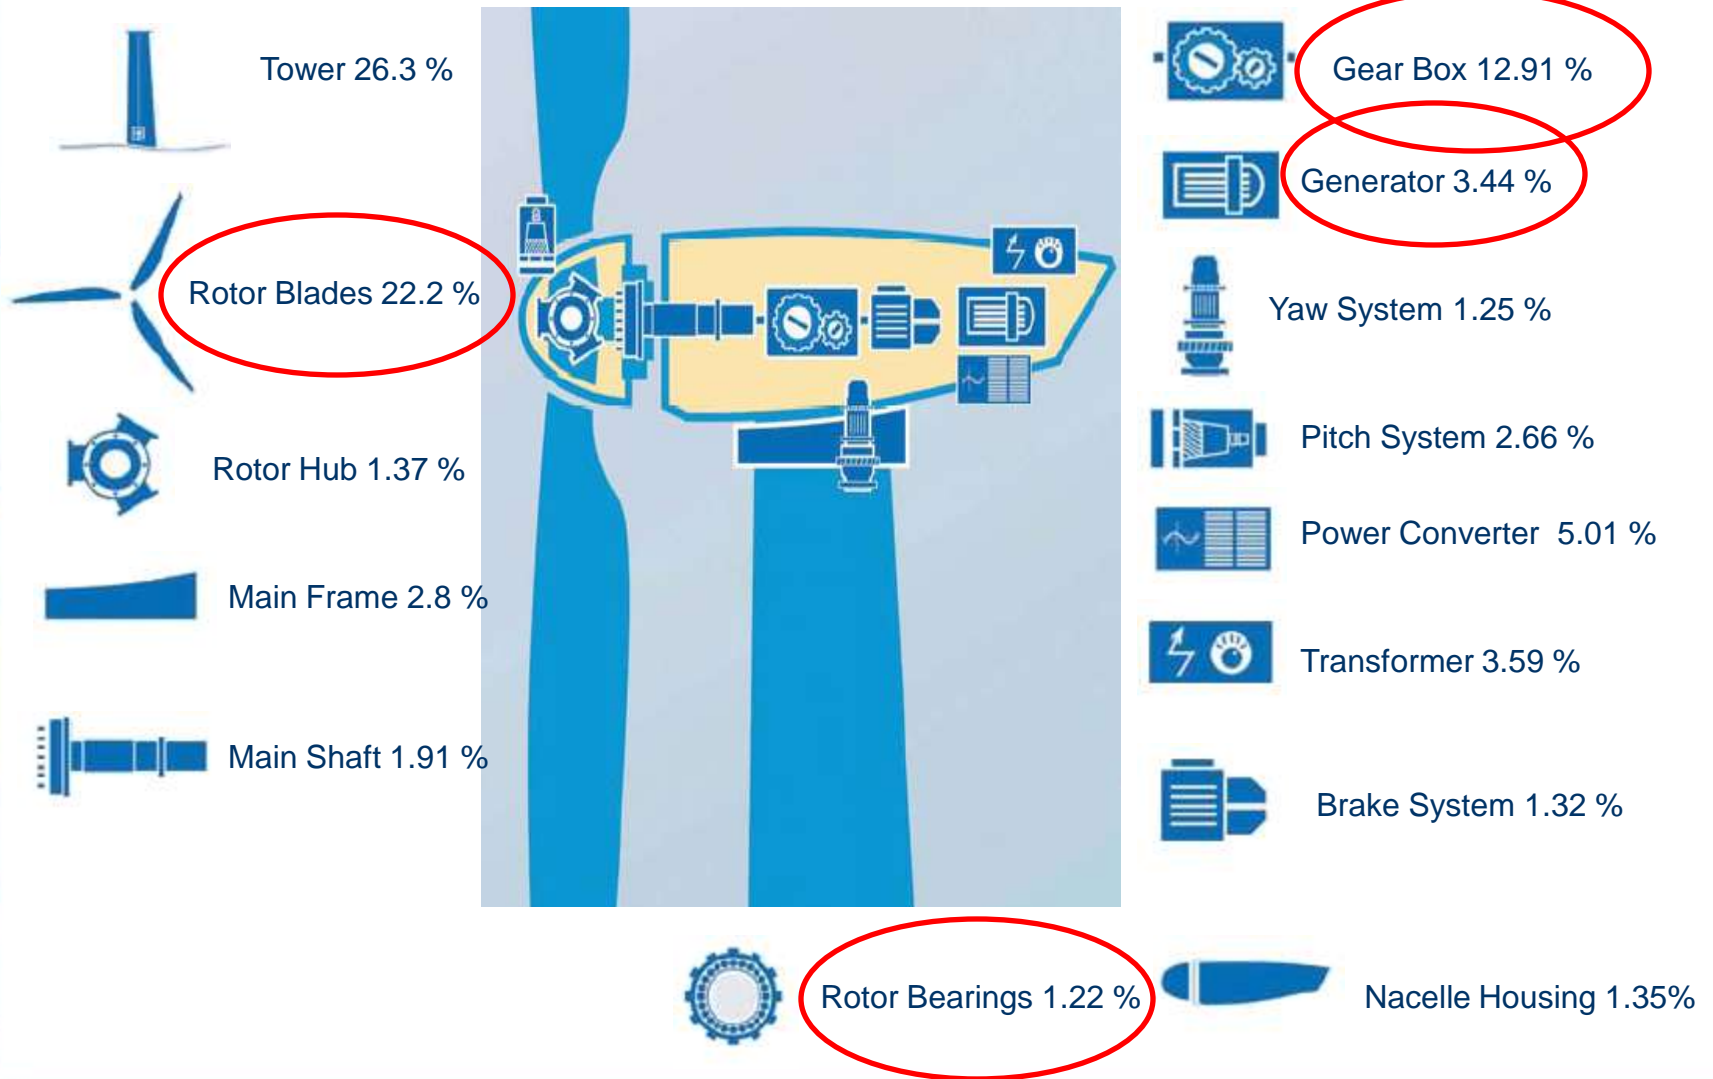 Tower 26.3 %
Rotor Blades 22.2 %
Rotor Hub 1.37 %
Main Frame 2.8 %
Main Shaft 1.91 %
Gear Box 12.91 %
Generator 3.44 %
Yaw System 1.25 %
Pitch System 2.66 %
Power Converter  5.01 %
Transformer 3.59 %
Brake System 1.32 %
Rotor Bearings 1.22 %
Nacelle Housing 1.35%